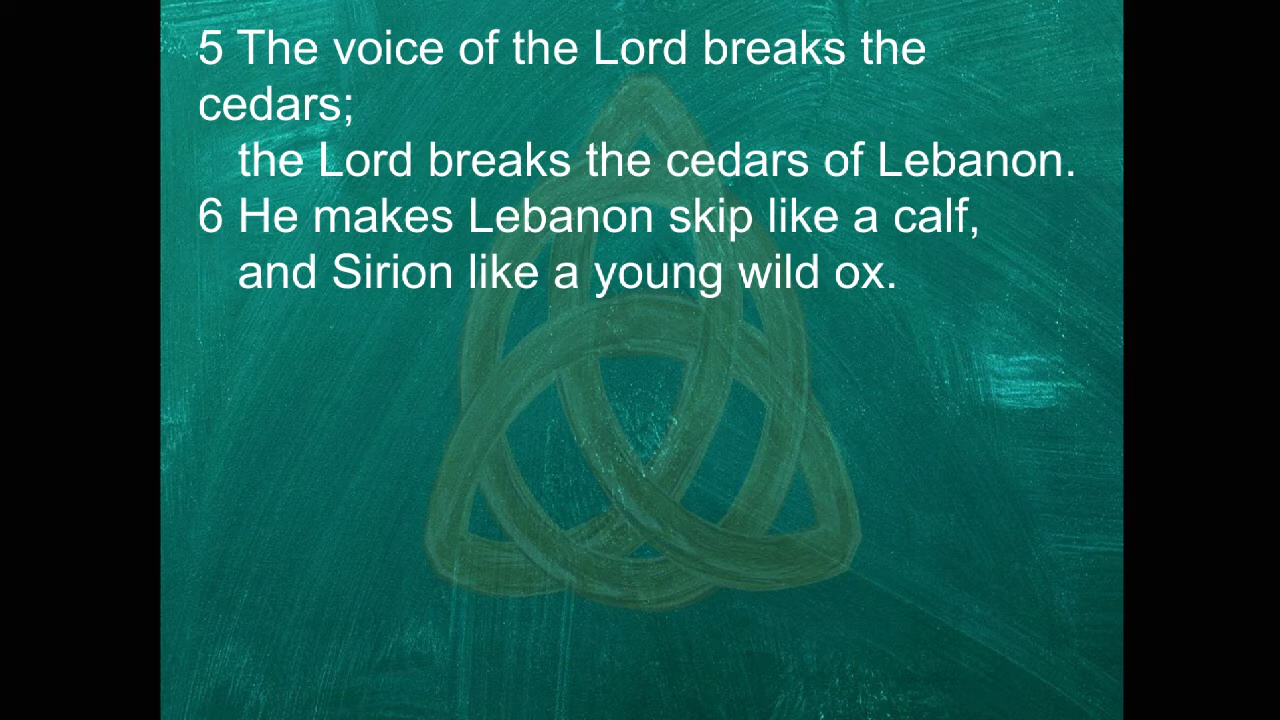 5 The voice of the Lord breaks the
cedars;
the Lord breaks the cedars of Lebanon.
6 He makes Lebanon skip like a calf,
and Sirion like a young wild ox.